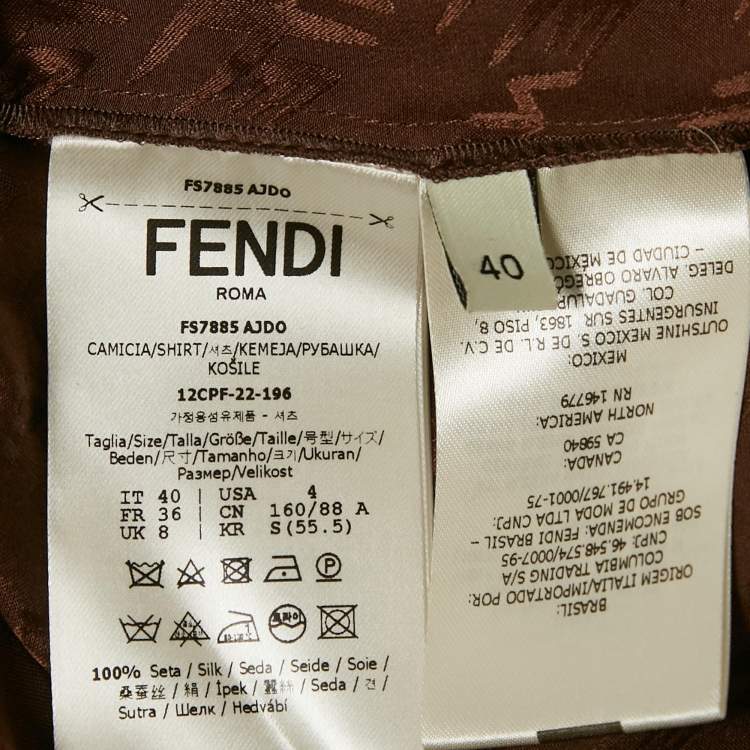 FS7885 AJDO
FENDI
ROMA
FS7885 AJDO
CAMICIA/SHIRT/셔츠/KEMEJA/РУБАШКА/
KOŠILE
12CPF-22-196
가정용섬유제품 - 셔츠
Taglia/Size/Talla/Größe/Taille/号型/サイズ/
Beden/尺寸/Tamanho/크기/Ukuran/
Размер/Velikost
IT 40 | USA 4
FR 36 | CN 160/88 A
UK 8 | KR S(55.5)
P
드라이
100% Seta / Silk / Seda / Seide / Soie /
桑蚕丝 / 絹 / İpek / 蠶絲 / Seda / 견 /
Sutra / Шелк / Hedvábí
40
BRASIL:
ORIGEM ITALIA/IMPORTADO POR:
COLUMBIA TRADING S/A
CNPJ: 46.548.574/0007-95
SOB ENCOMENDA: FENDI BRASIL –
GRUPO DE MODA LTDA CNPJ:
14.491.767/0001-75
CANADA:
CA 59840
NORTH AMERICA:
RN 146779
MEXICO:
OUTSHINE MEXICO S. DE R.L. DE C.V.
INSURGENTES SUR 1863, PISO 8,
COL. GUADALUP
DELEG. ALVARO OBREGÓ
– CIUDAD DE MÉXICO